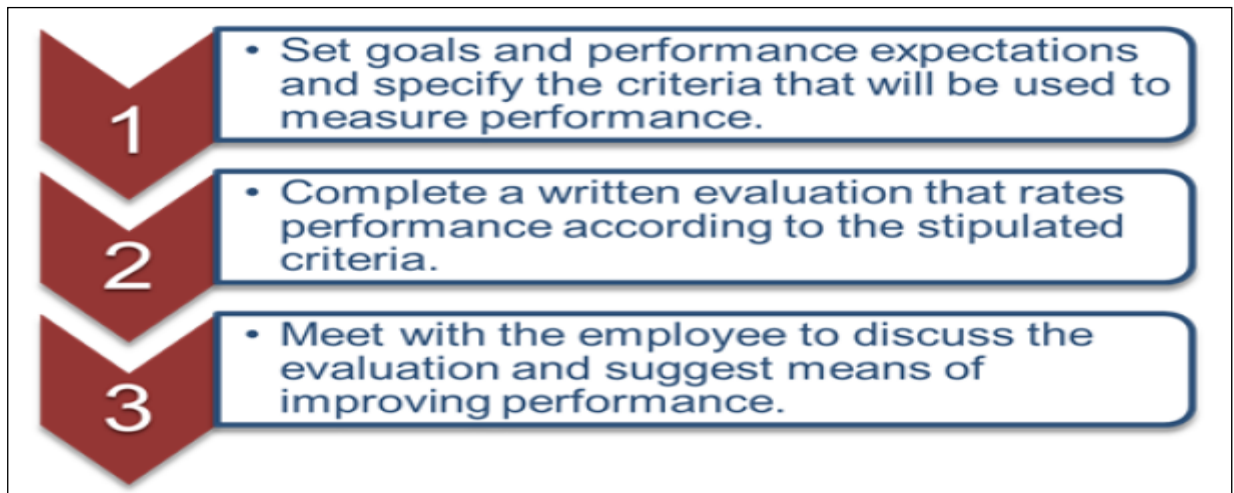 1
• Set goals and performance expectations
and specify the criteria that will be used to
measure performance.
2
• Complete a written evaluation that rates
performance according to the stipulated
criteria.
3
• Meet with the employee to discuss the
evaluation and suggest means of
improving performance.